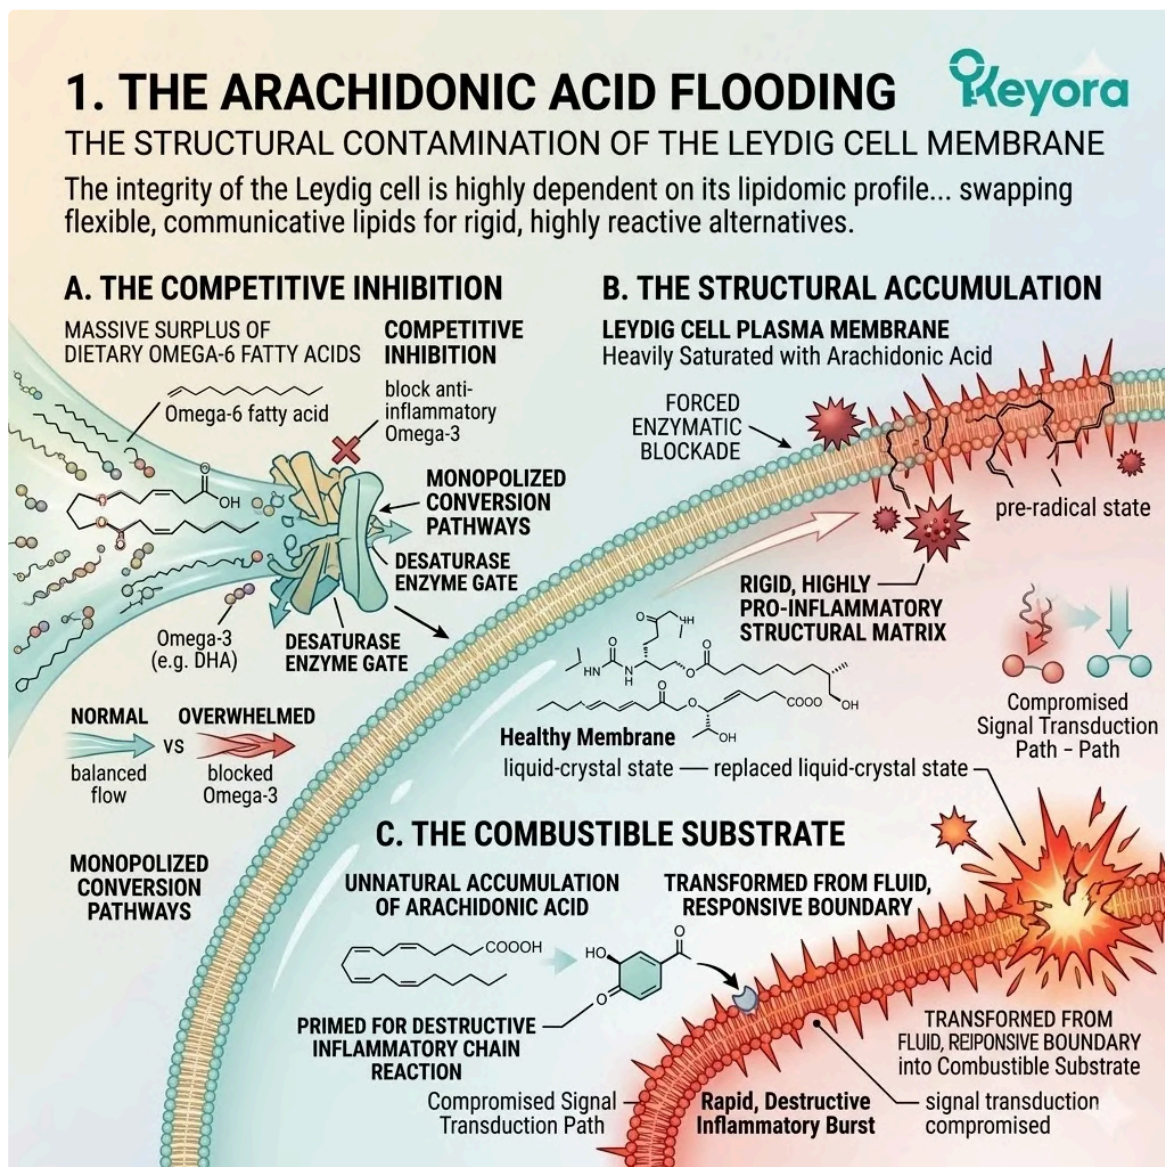 1. THE ARACHIDONIC ACID FLOODING
Keyora
THE STRUCTURAL CONTAMINATION OF THE LEYDIG CELL MEMBRANE
The integrity of the Leydig cell is highly dependent on its lipidomic profile... swapping
flexible, communicative lipids for rigid, highly reactive alternatives.
A. THE COMPETITIVE INHIBITION
MASSIVE SURPLUS OF
DIETARY OMEGA-6 FATTY ACIDS
COMPETITIVE
INHIBITION
Omega-6 fatty acid
block anti-
inflammatory
Omega-3
OH
O
MONOPOLIZED
CONVERSION
PATHWAYS
DESATURASE
ENZYME GATE
Omega-3
(e.g. DHA)
DESATURASE
ENZYME GATE
NORMAL
VS
OVERWHELMED
balanced
flow
blocked
Omega-3
MONOPOLIZED
CONVERSION
PATHWAYS
B. THE STRUCTURAL ACCUMULATION
LEYDIG CELL PLASMA MEMBRANE
Heavily Saturated with Arachidonic Acid
FORCED
ENZYMATIC
BLOCKADE
pre-radical state
RIGID, HIGHLY
PRO-INFLAMMATORY
STRUCTURAL MATRIX
O
HN
O
N
H
O
O
OH
O
O
COOO
OH
Healthy Membrane
liquid-crystal state — replaced liquid-crystal state
Compromised
Signal Transduction
Path – Path
C. THE COMBUSTIBLE SUBSTRATE
UNNATURAL ACCUMULATION
OF ARACHIDONIC ACID
TRANSFORMED FROM FLUID,
RESPONSIVE BOUNDARY
COOOH
HO
O
O
PRIMED FOR DESTRUCTIVE
INFLAMMATORY CHAIN
REACTION
Compromised Signal
Transduction Path
Rapid, Destructive
Inflammatory Burst
TRANSFORMED FROM
FLUID, RESPONSIVE BOUNDARY
into Combustible Substrate
signal transduction
compromised